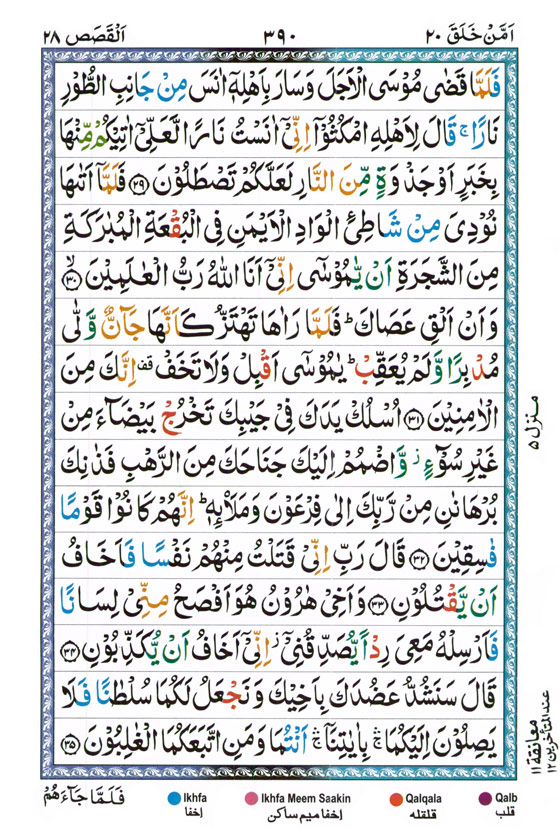 اَمَّنْ خَلَقَ ٢٠
٣٩٠
اَلْقَصَص ٢٨
فَلَمَّا قَضٰى مُوْسَى الْاَجَلَ وَسَارَ بِاَهْلِهٖۤ اٰنَسَ مِنْ جَانِبِ الطُّوْرِ
نَارًا ۚ قَالَ لِاَهْلِهِ امْكُثُوْۤا اِنِّیْۤ اٰنَسْتُ نَارًا لَّعَلِّیْۤ اٰتِیْكُمْ مِّنْهَا
بِخَبَرٍ اَوْ جَذْوَةٍ مِّنَ النَّارِ لَعَلَّكُمْ تَصْطَلُوْنَ ﴿٢٩﴾ فَلَمَّاۤ اَتٰىهَا
نُوْدِیَ مِنْ شَاطِئِ الْوَادِ الْاَیْمَنِ فِی الْبُقْعَةِ الْمُبٰرَكَةِ
مِنَ الشَّجَرَةِ اَنْ یّٰمُوْسٰۤى اِنِّیْۤ اَنَا اللّٰهُ رَبُّ الْعٰلَمِیْنَ ﴿٣٠﴾ۙ
وَاَنْ اَلْقِ عَصَاكَ ؕ فَلَمَّا رَاٰهَا تَهْتَزُّ كَاَنَّهَا جَآنٌّ وَّلّٰى
مُدْبِرًا وَّلَمْ یُعَقِّبْ ؕ یٰمُوْسٰۤى اَقْبِلْ وَلَا تَخَفْ ۫ اِنَّكَ مِنَ
الْاٰمِنِیْنَ ﴿٣١﴾ اُسْلُكْ یَدَكَ فِیْ جَیْبِكَ تَخْرُجْ بَیْضَآءَ مِنْ
غَیْرِ سُوْٓءٍ ؗ وَّاضْمُمْ اِلَیْكَ جَنَاحَكَ مِنَ الرَّهْبِ فَذٰنِكَ
بُرْهَانٰنِ مِنْ رَّبِّكَ اِلٰى فِرْعَوْنَ وَمَلَا۟ئِهٖ ؕ اِنَّهُمْ كَانُوْا قَوْمًا
فٰسِقِیْنَ ﴿٣٢﴾ قَالَ رَبِّ اِنِّیْ قَتَلْتُ مِنْهُمْ نَفْسًا فَاَخَافُ
اَنْ یَّقْتُلُوْنِ ﴿٣٣﴾ وَاَخِیْ هٰرُوْنُ هُوَ اَفْصَحُ مِنِّیْ لِسَانًا
فَاَرْسِلْهُ مَعِیَ رِدْاً یُّصَدِّقُنِیْۤ ؗ اِنِّیْۤ اَخَافُ اَنْ یُّكَذِّبُوْنِ ﴿٣٤﴾
قَالَ سَنَشُدُّ عَضُدَكَ بِاَخِیْكَ وَنَجْعَلُ لَكُمَا سُلْطٰنًا فَلَا
یَصِلُوْنَ اِلَیْكُمَا ۛۚ بِاٰیٰتِنَاۤ ۛۚ اَنْتُمَا وَمَنِ اتَّبَعَكُمَا الْغٰلِبُوْنَ ﴿٣٥﴾
منزل ٥
معانقة ١١
عند المتأخرين ١٢
فَلَمَّا جَآءَهُمْ
Ikhfa
اخفا
Ikhfa Meem Saakin
اخفا میم ساکن
Qalqala
قلقله
Qalb
قلب